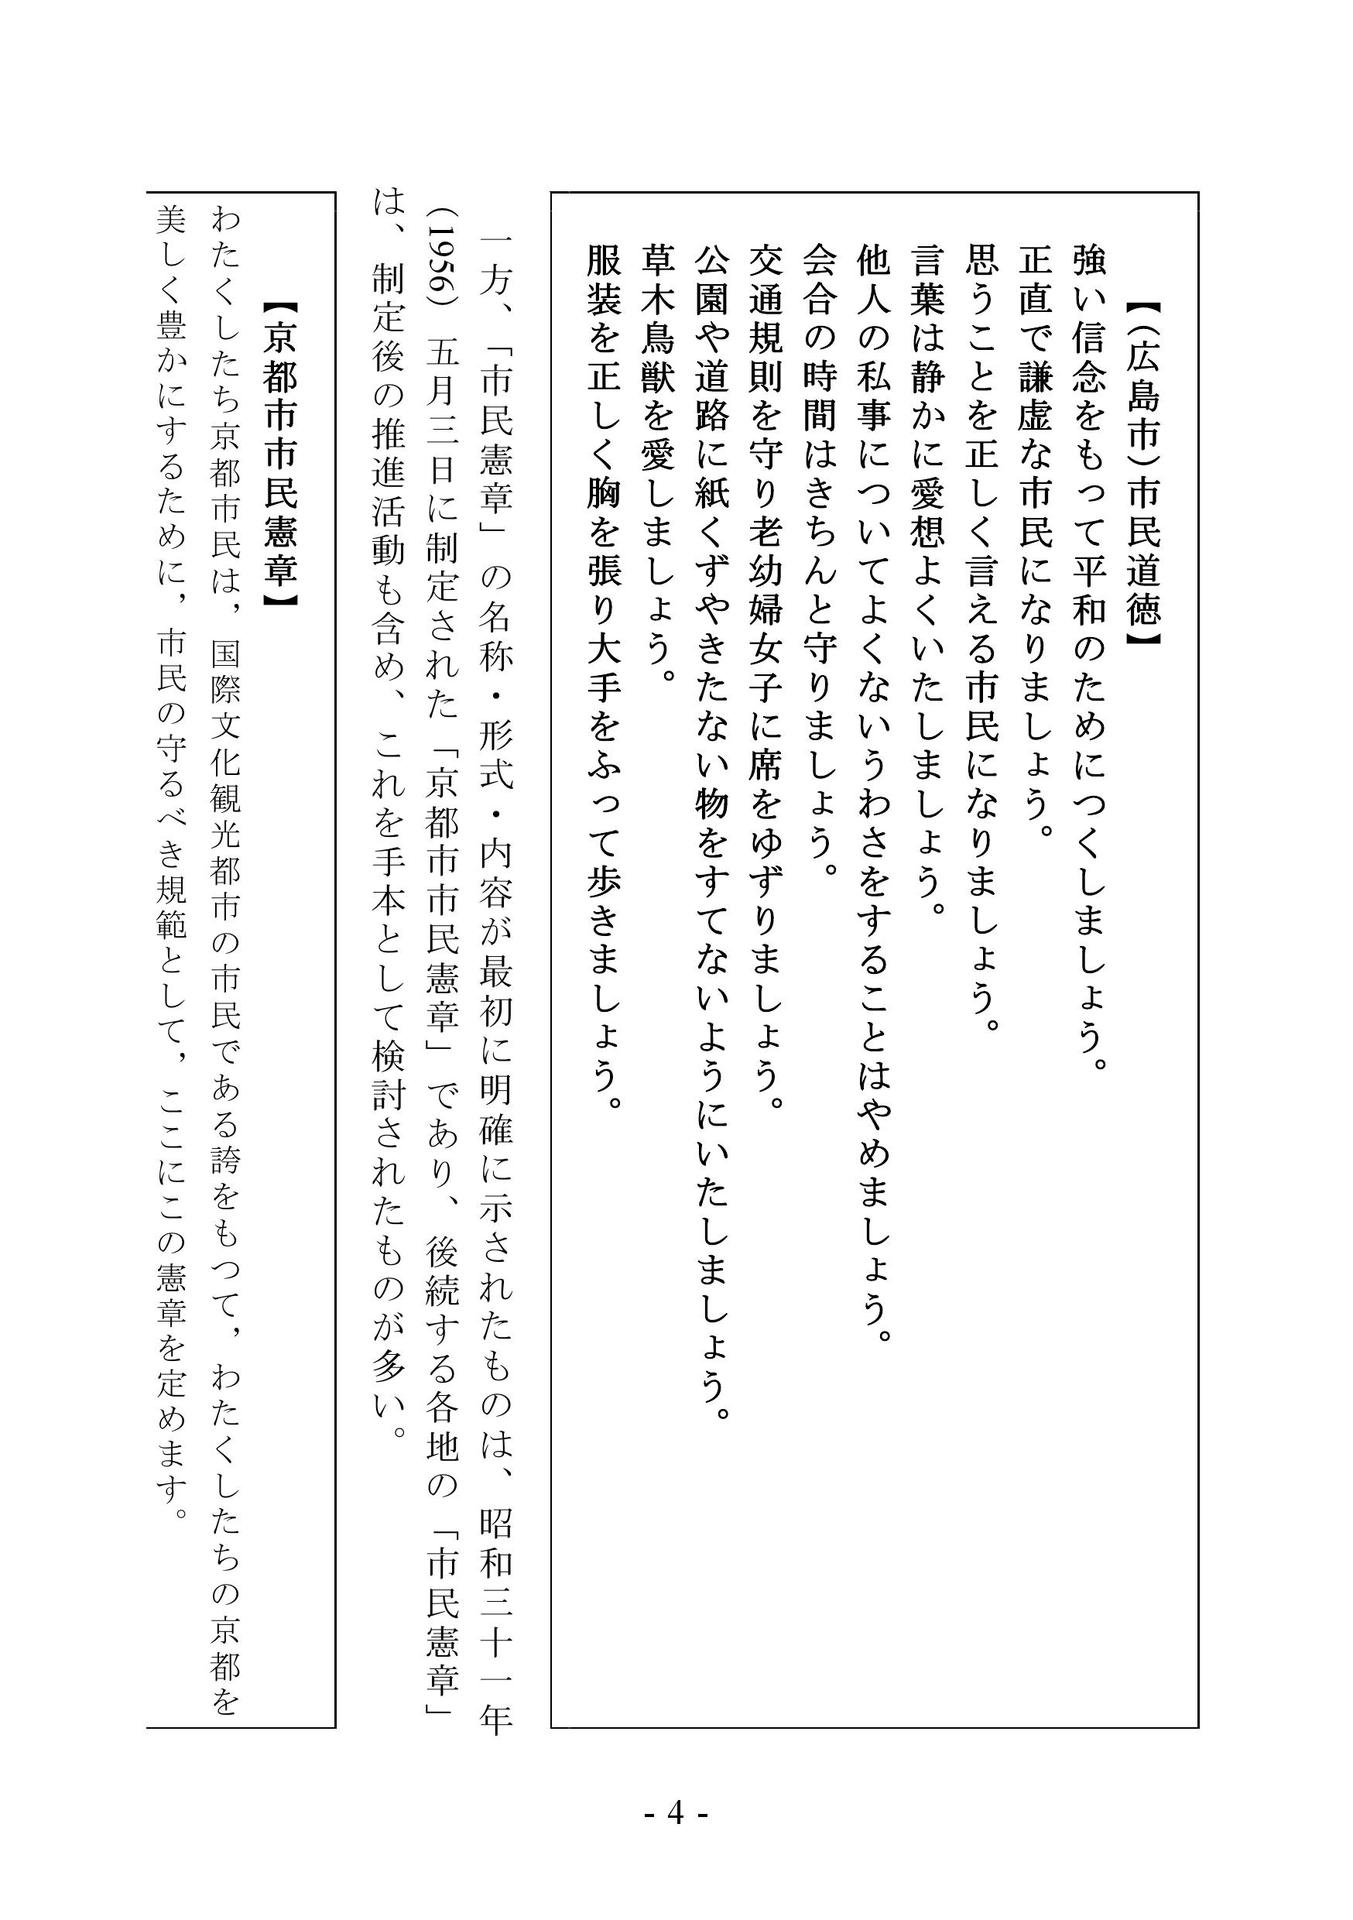 【（広島市）市民道徳】
強い信念をもって平和のためにつくしましょう。
正直で謙虚な市民になりましょう。
思うことを正しく言える市民になりましょう。
言葉は静かに愛想よくいたしましょう。
他人の私事についてよくないうわさをすることはやめましょう。
会合の時間はきちんと守りましょう。
交通規則を守り老幼婦女子に席をゆずりましょう。
公園や道路に紙くずやきたない物をすてないようにいたしましょう。
草木鳥獣を愛しましょう。
服装を正しく胸を張り大手をふって歩きましょう。
一方、「市民憲章」の名称・形式・内容が最初に明確に示されたものは、昭和三十一年
（1956）五月三日に制定された「京都市市民憲章」であり、後続する各地の「市民憲章」
は、制定後の推進活動も含め、これを手本として検討されたものが多い。
【京都市市民憲章】
わたくしたち京都市民は，国際文化観光都市の市民である誇をもつて，わたくしたちの京都を
美しく豊かにするために，市民の守るべき規範として，ここにこの憲章を定めます。
- 4 -